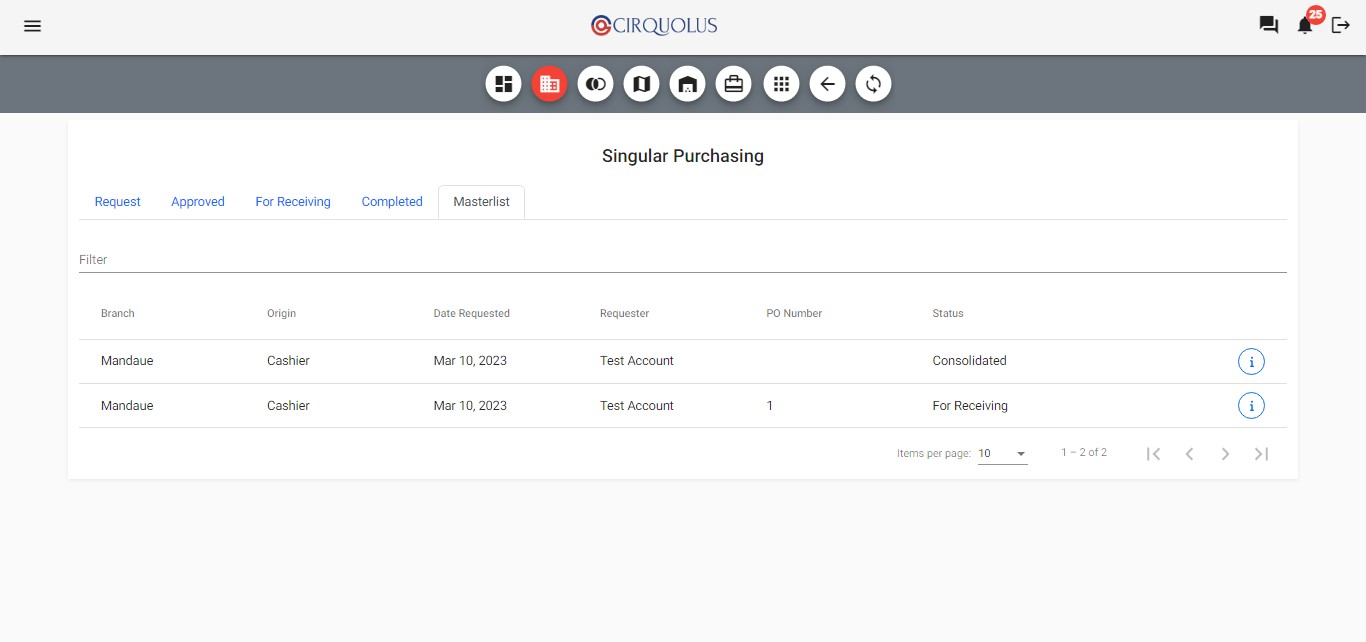 CIRQUOLUS
25
Singular Purchasing
Request Approved For Receiving Completed Masterlist
Filter
Branch Origin Date Requested Requester PO Number Status
Mandaue Cashier Mar 10, 2023 Test Account Consolidated i
Mandaue Cashier Mar 10, 2023 Test Account 1 For Receiving i
Items per page: 10 1 – 2 of 2